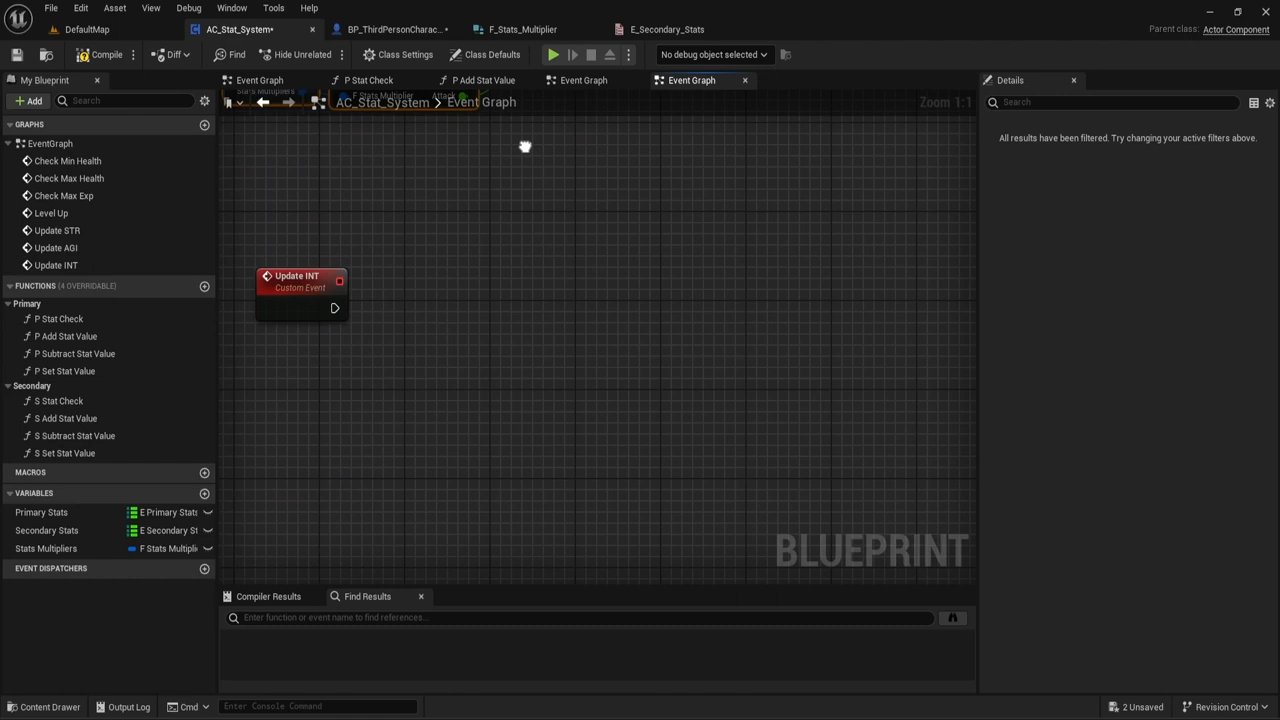 File Edit Asset View Debug Window Tools Help
DefaultMap AC_Stat_System* BP_ThirdPersonCharac.. F_Stats_Multiplier E_Secondary_Stats Parent class: Actor Component
Compile Diff Find Hide Unrelated Class Settings Class Defaults No debug object selected
My Blueprint Event Graph P Stat Check P Add Stat Value Event Graph Event Graph Details
Add Search AC_Stat_System > Event Graph Zoom 1:1 Search
F Stats Multiplier Attack
GRAPHS
All results have been filtered. Try changing your active filters above.
EventGraph
Check Min Health
Check Max Health
Check Max Exp
Level Up
Update STR
Update AGI
Update INT
Update INT
Custom Event
FUNCTIONS (4 OVERRIDABLE)
Primary
P Stat Check
P Add Stat Value
P Subtract Stat Value
P Set Stat Value
Secondary
S Stat Check
S Add Stat Value
S Subtract Stat Value
S Set Stat Value
MACROS
VARIABLES
Primary Stats E Primary Stats
Secondary Stats E Secondary St
Stats Multipliers F Stats Multipli
EVENT DISPATCHERS
BLUEPRINT
Compiler Results Find Results
Enter function or event name to find references...
Content Drawer Output Log Cmd Enter Console Command 2 Unsaved Revision Control